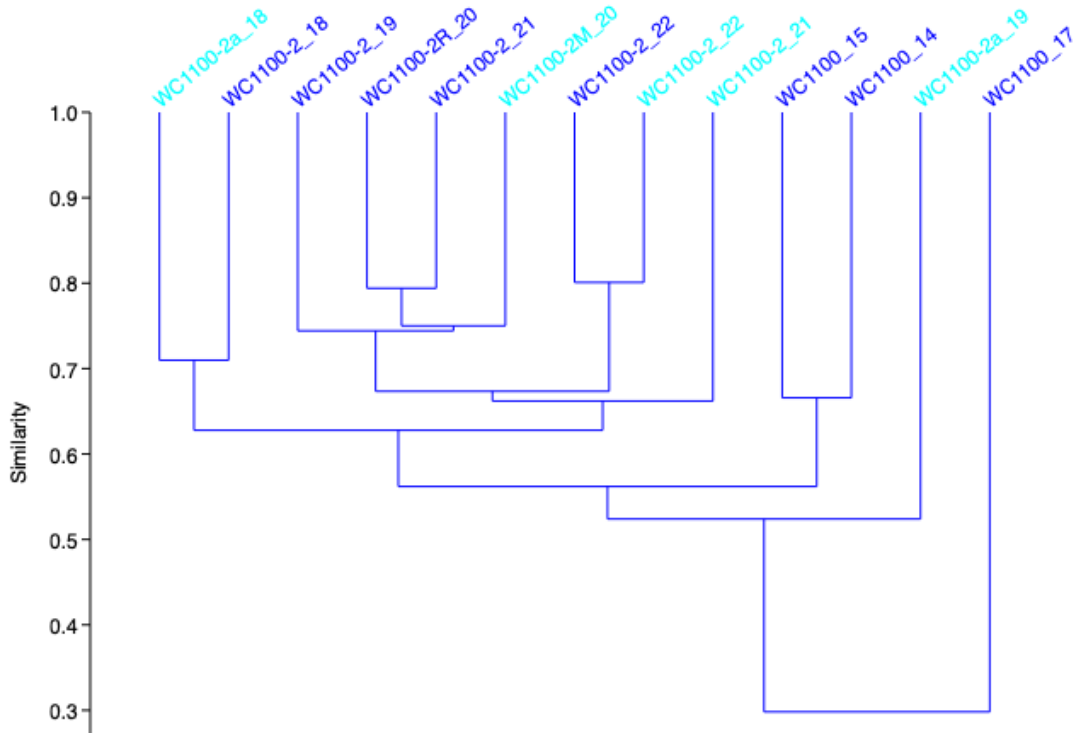 WC1100-2a_18
WC1100-2_18
WC1100-2_19
WC1100-2R_20
WC1100-2_21
WC1100-2M_20
WC1100-2_22
WC1100-2_22
WC1100-2_21
WC1100_15
WC1100_14
WC1100-2a_19
WC1100_17
1.0
0.9
0.8
0.7
0.6
0.5
0.4
0.3
Similarity